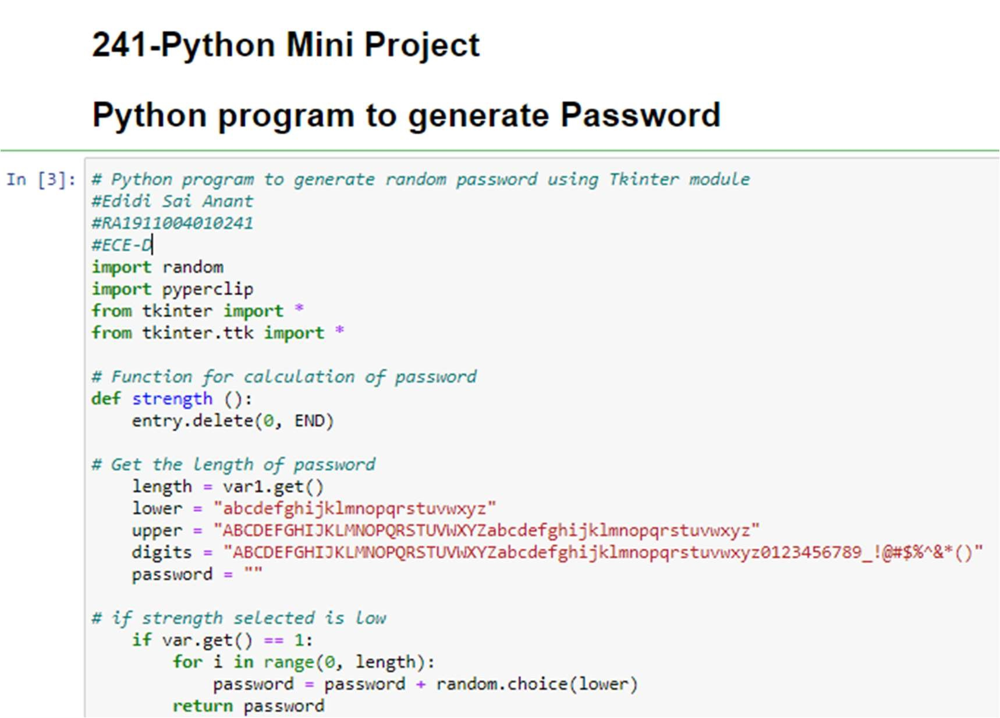 241-Python Mini Project
Python program to generate Password
In [3]:
# Python program to generate random password using Tkinter module
#Edidi Sai Anant
#RA1911004010241
#ECE-D
import random
import pyperclip
from tkinter import *
from tkinter.ttk import *
# Function for calculation of password
def strength ():
    entry.delete(0, END)
# Get the length of password
    length = var1.get()
    lower = "abcdefghijklmnopqrstuvwxyz"
    upper = "ABCDEFGHIJKLMNOPQRSTUVWXYZabcdefghijklmnopqrstuvwxyz"
    digits = "ABCDEFGHIJKLMNOPQRSTUVWXYZabcdefghijklmnopqrstuvwxyz0123456789_!@#$%^&*()"
    password = ""
# if strength selected is low
    if var.get() == 1:
        for i in range(0, length):
            password = password + random.choice(lower)
        return password